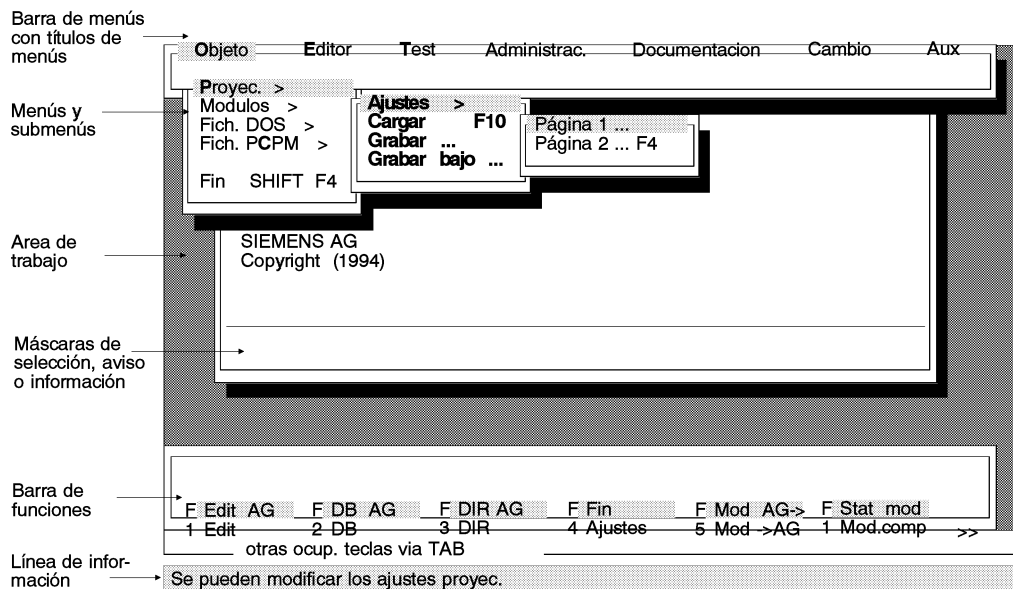 Barra de menús
con títulos de
menús
Objeto Editor Test Administrac. Documentacion Cambio Aux
Menús y
submenús
Proyec. >
Modulos >
Fich. DOS >
Fich. PCPM >
Fin SHIFT F4
Ajustes >
Cargar F10
Grabar ...
Grabar bajo ...
Página 1 ...
Página 2 ... F4
Area de
trabajo
SIEMENS AG
Copyright (1994)
Máscaras de
selección, aviso
o información
Barra de
funciones
F Edit AG F DB AG F DIR AG F Fin F Mod AG-> F Stat mod
1 Edit 2 DB 3 DIR 4 Ajustes 5 Mod ->AG 1 Mod.comp >>
otras ocup. teclas via TAB
Línea de infor-
mación
Se pueden modificar los ajustes proyec.